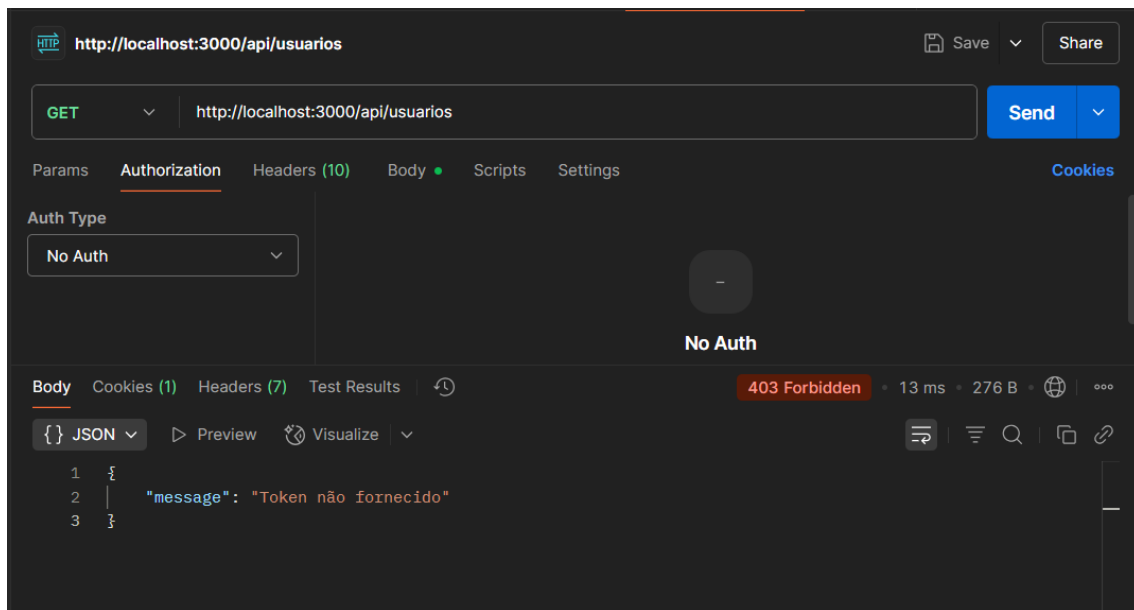 HTTP http://localhost:3000/api/usuarios Save Share
GET http://localhost:3000/api/usuarios Send
Params Authorization Headers (10) Body Scripts Settings Cookies
Auth Type
No Auth
No Auth
Body Cookies (1) Headers (7) Test Results 403 Forbidden 13 ms 276 B
{} JSON Preview Visualize
1 {
2 "message": "Token não fornecido"
3 }